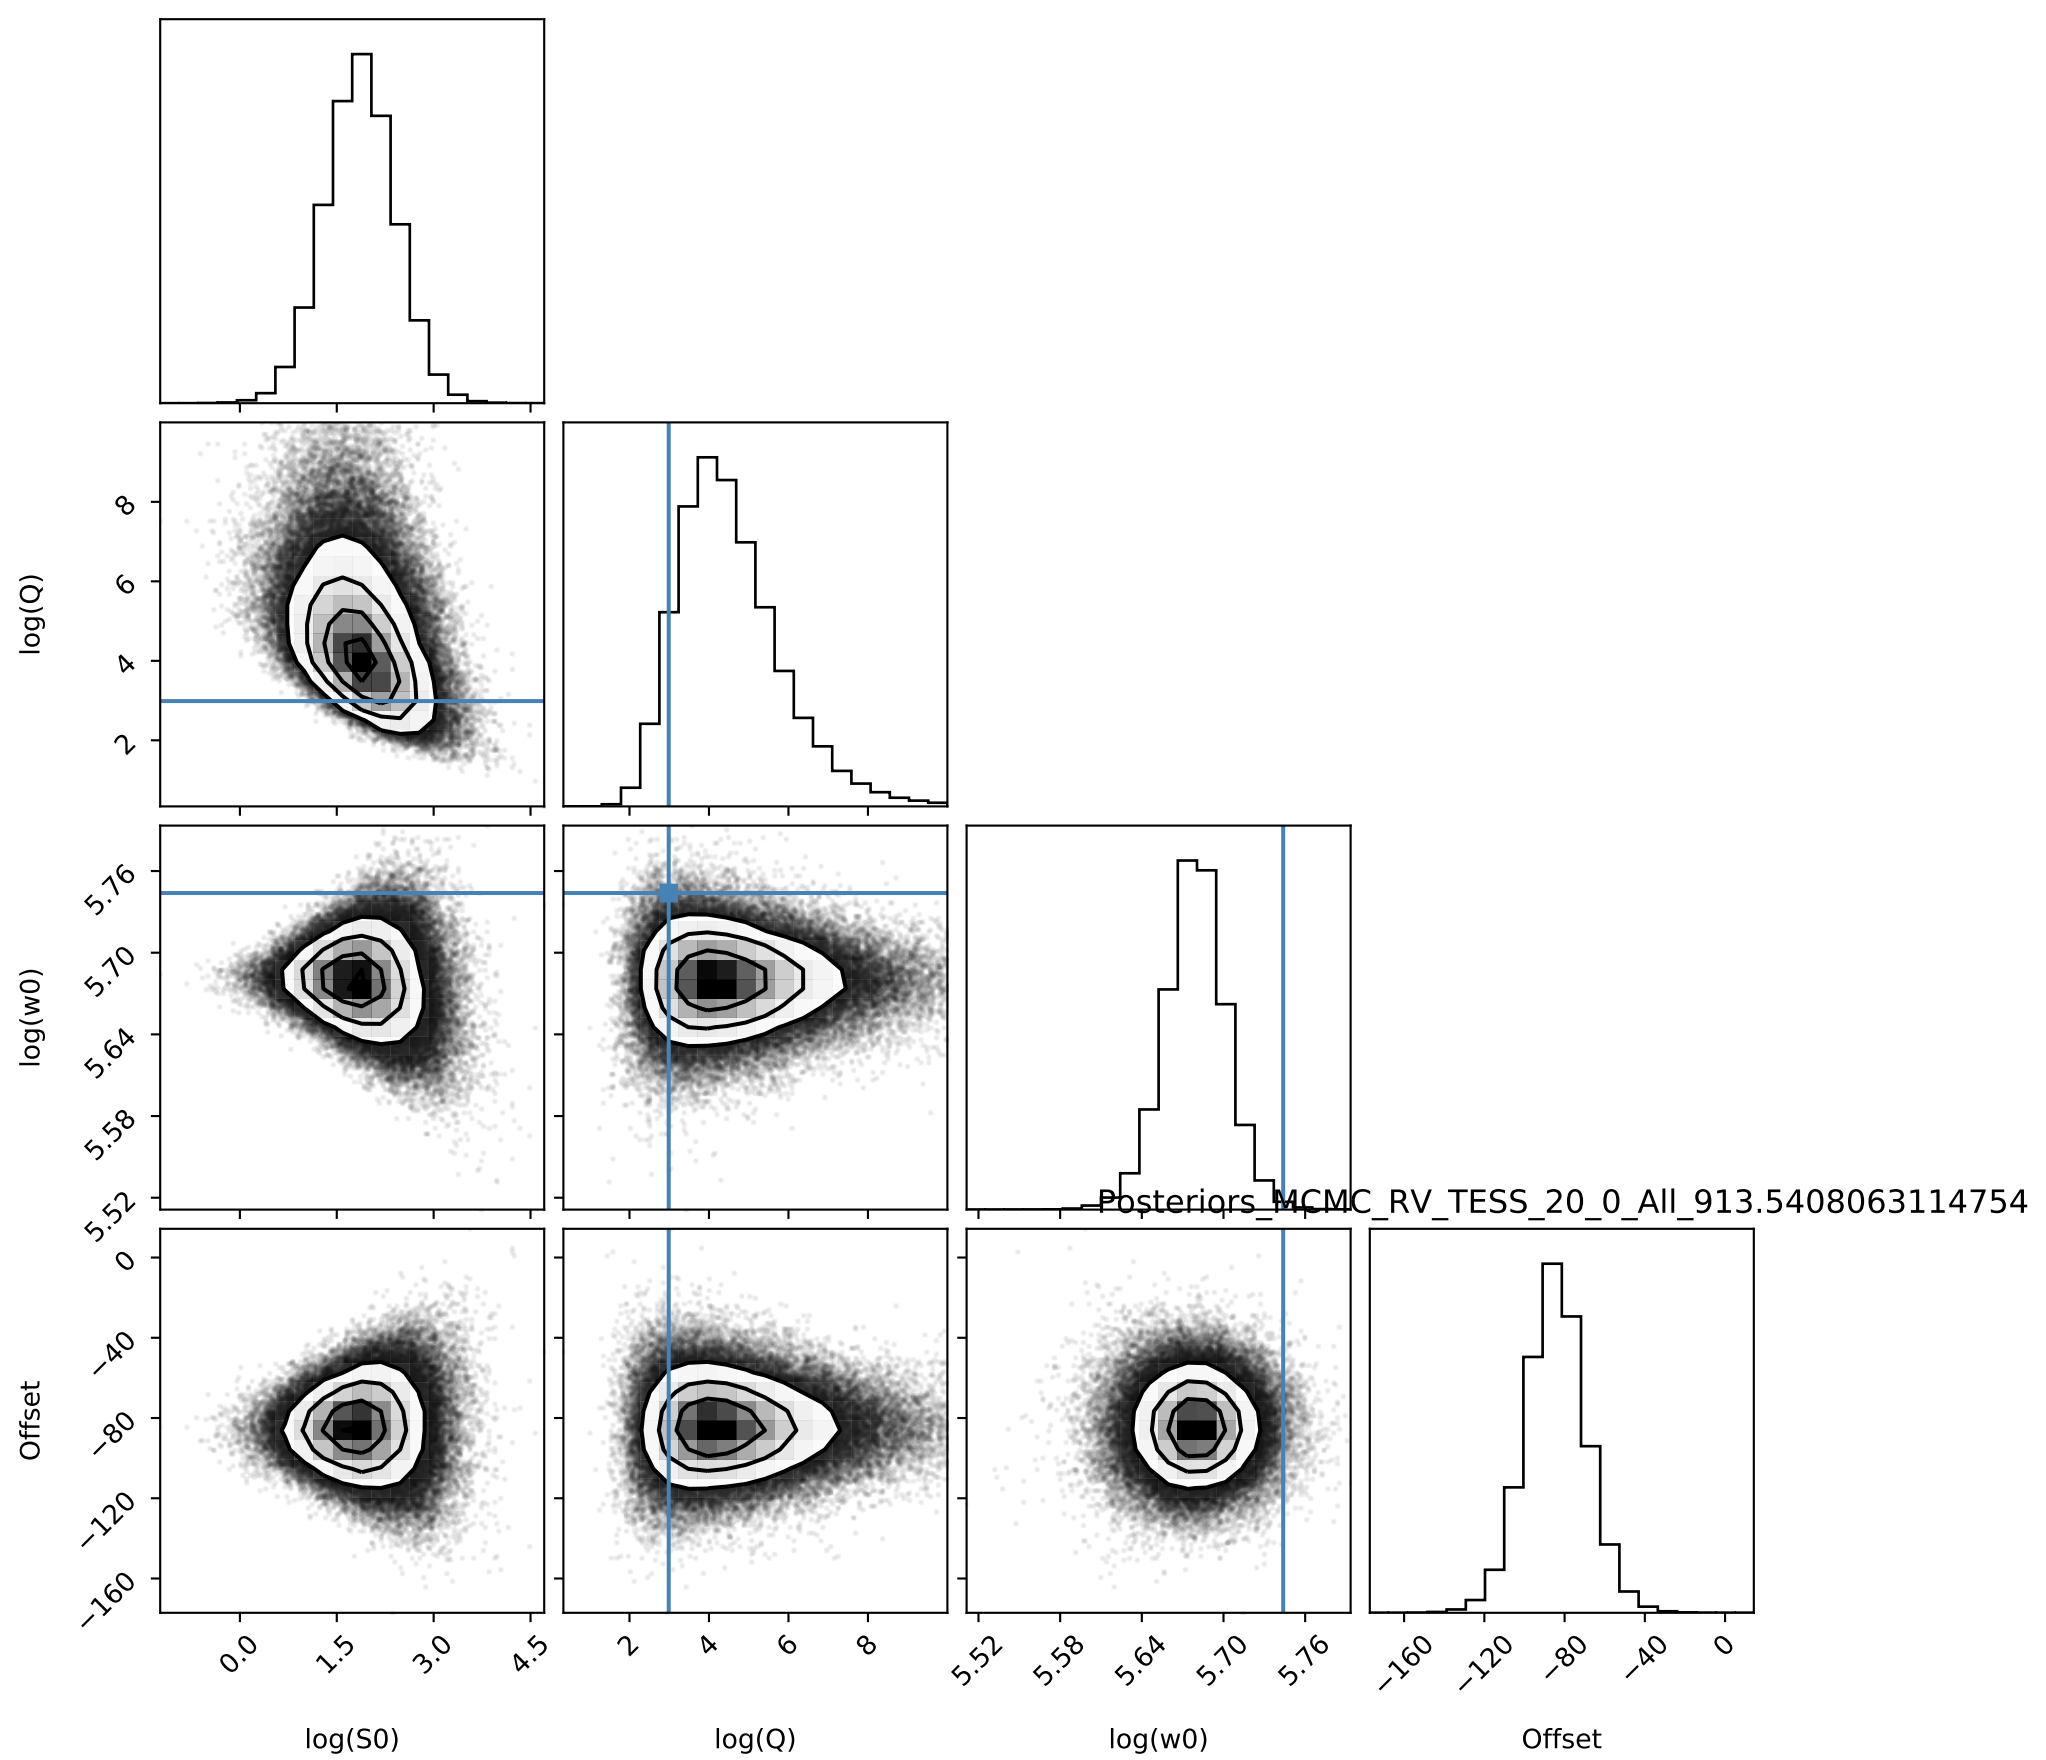 log(Q)
8
6
4
2
log(w0)
5.76
5.70
5.64
5.58
5.52
Posteriors_MCMC_RV_TESS_20_0_All_913.5408063114754
Offset
0
−40
−80
−120
−160
0.0 1.5 3.0 4.5 2 4 6 8 5.52 5.58 5.64 5.70 5.76 −160 −120 −80 −40 0
log(S0) log(Q) log(w0) Offset